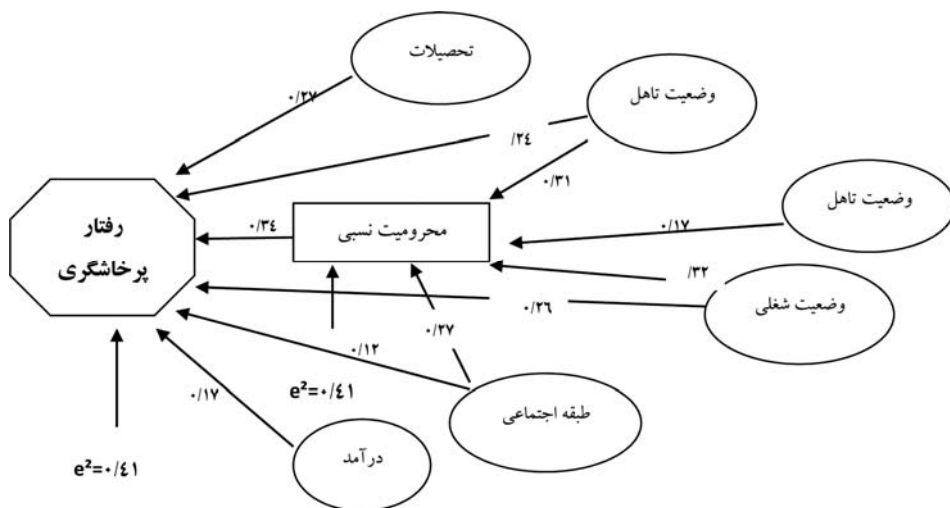 تحصیلات
وضعیت تاهل
۰/۲۷
/۲٤
۰/۳۱
وضعیت تاهل
رفتار
پرخاشگری
۰/۳٤
محرومیت نسبی
۰/۱۷
/۳۲
وضعیت شغلی
۰/۲٦
۰/۲۷
۰/۱۲
۰/۱۷
e²=۰/٤۱
طبقه اجتماعی
درآمد
e²=۰/٤۱